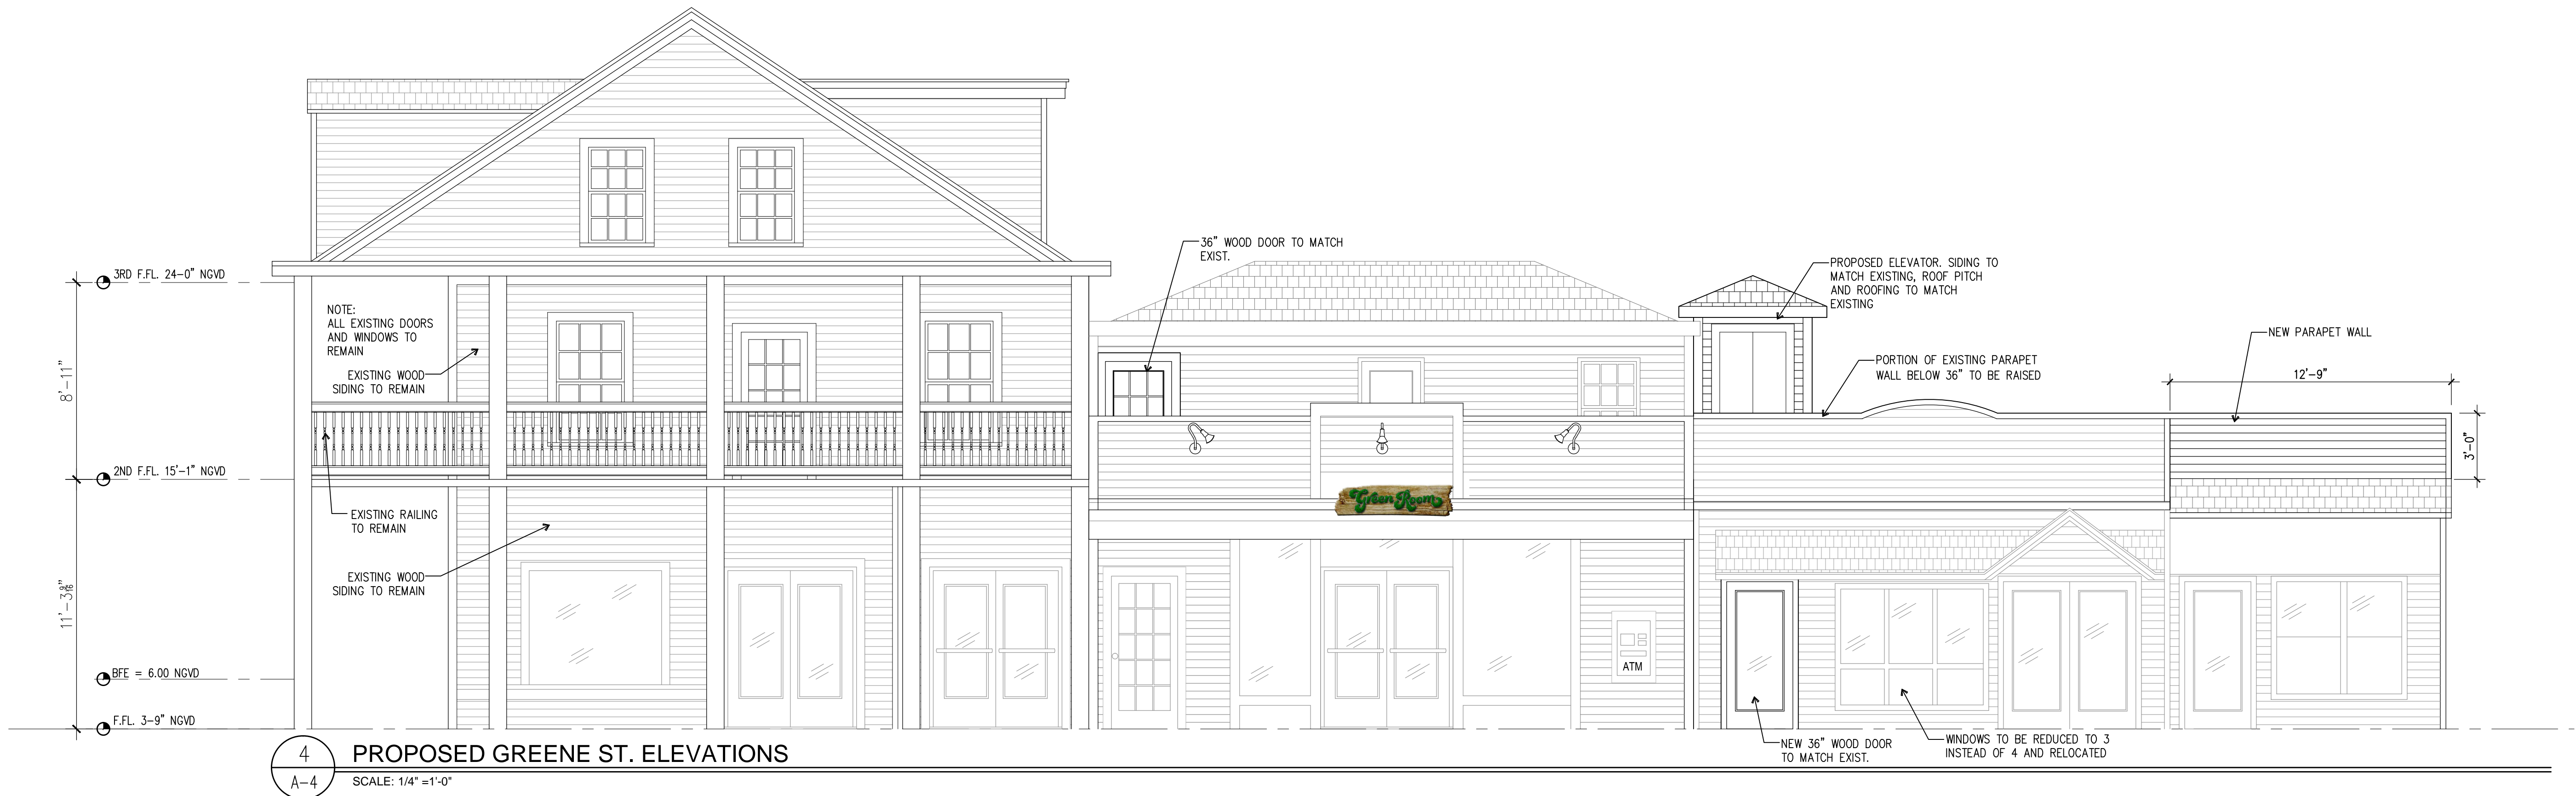 36" WOOD DOOR TO MATCH
EXIST.
PROPOSED ELEVATOR. SIDING TO
MATCH EXISTING, ROOF PITCH
AND ROOFING TO MATCH
EXISTING
3RD F.FL. 24-0" NGVD
NOTE:
ALL EXISTING DOORS
AND WINDOWS TO
REMAIN
NEW PARAPET WALL
PORTION OF EXISTING PARAPET
WALL BELOW 36" TO BE RAISED
12'-9"
8'-11"
EXISTING WOOD
SIDING TO REMAIN
3'-0"
2ND F.FL. 15'-1" NGVD
Green Room
EXISTING RAILING
TO REMAIN
EXISTING WOOD
SIDING TO REMAIN
11'-3 9/16"
ATM
BFE = 6.00 NGVD
F.FL. 3-9" NGVD
NEW 36" WOOD DOOR
TO MATCH EXIST.
WINDOWS TO BE REDUCED TO 3
INSTEAD OF 4 AND RELOCATED
4
A-4
PROPOSED GREENE ST. ELEVATIONS
SCALE: 1/4" =1'-0"